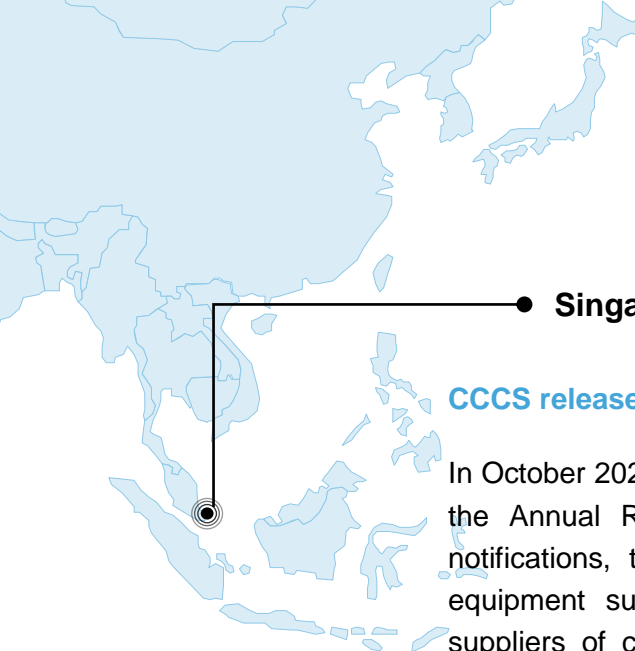 Singa
CCCS release
In October 202
the Annual R
notifications, t
equipment su
suppliers of c